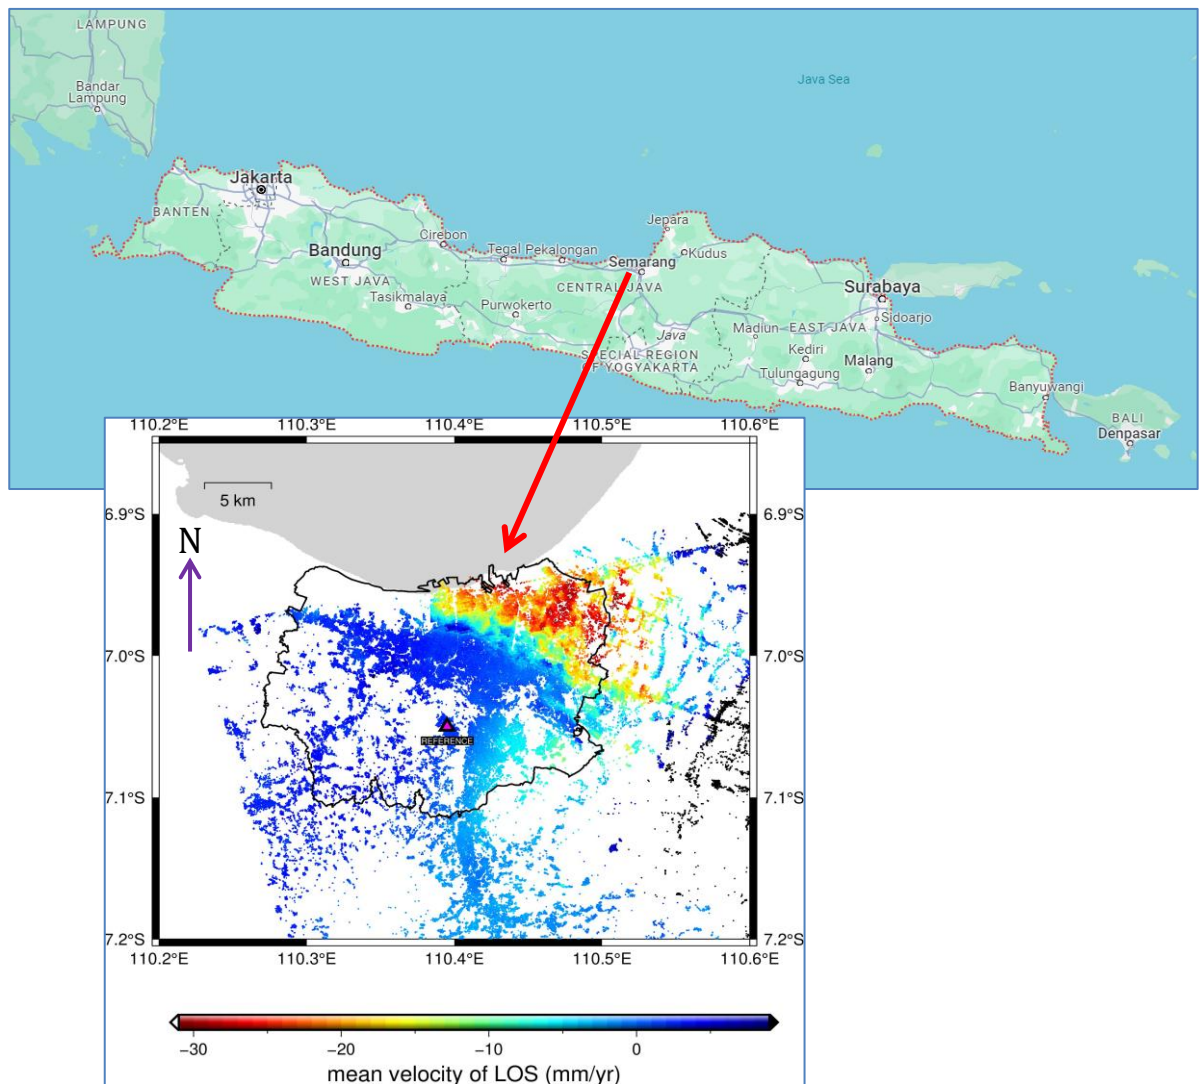 LAMPUNG
Bandar
Lampung
Java Sea
Jakarta
BANTEN
Bandung
WEST JAVA
Cirebon
Tasikmalaya
Tegal
Pekalongan
Purwokerto
Semarang
CENTRAL JAVA
Jepara
Kudus
Java
SPECIAL REGION
OF YOGYAKARTA
Surabaya
Sidoarjo
Madiun
EAST JAVA
Kediri
Malang
Tulungagung
Banyuwangi
BALI
Denpasar
110.2°E 110.3°E 110.4°E 110.5°E 110.6°E
5 km
N
6.9°S 6.9°S
7.0°S 7.0°S
REFERENCE
7.1°S 7.1°S
7.2°S 7.2°S
110.2°E 110.3°E 110.4°E 110.5°E 110.6°E
−30 −20 −10 0
mean velocity of LOS (mm/yr)